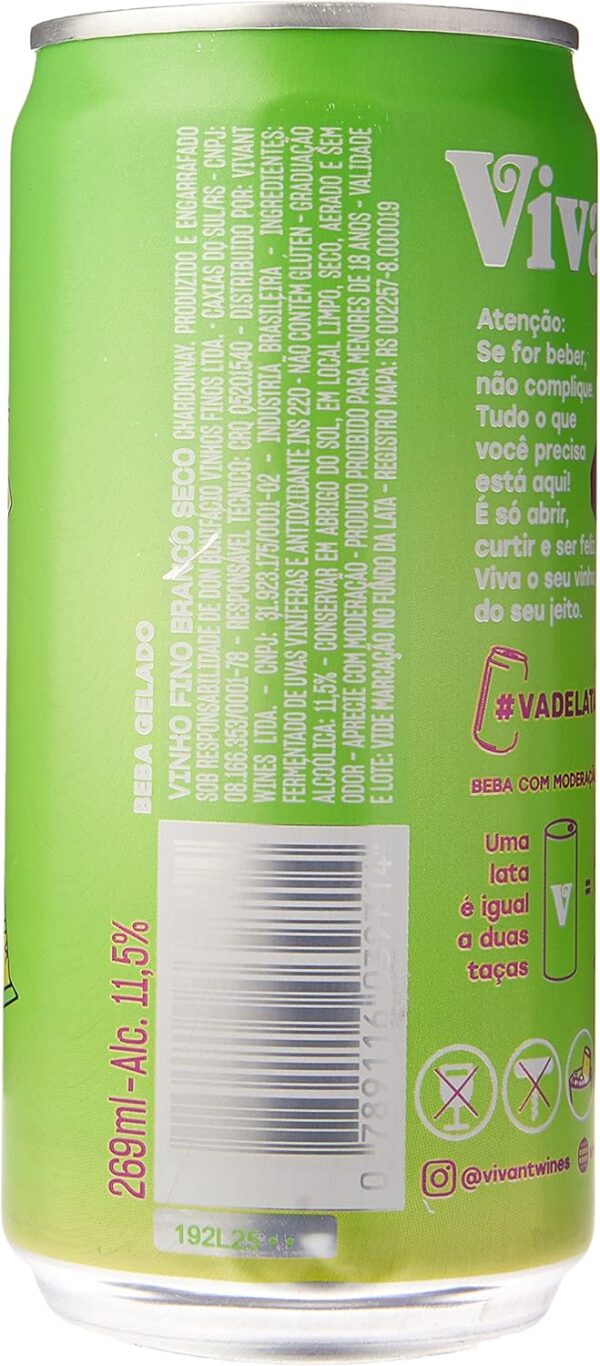 BEBA GELADO
VINHO FINO BRANCO SECO CHARDONNAY, PRODUZIDO E ENGARRAFADO
SOB RESPONSABILIDADE DE DON BONIFÁCIO VINHOS FINOS LTDA. - CAXIAS DO SUL/RS - CNPJ:
08.166.353/0001-78 - RESPONSÁVEL TÉCNICO: CRQ 05201540 - DISTRIBUÍDO POR: VIVANT
WINES LTDA. - CNPJ: 31.923.175/0001-02 - INDÚSTRIA BRASILEIRA - INGREDIENTES:
FERMENTADO DE UVAS VINÍFERAS E ANTIOXIDANTE INS 220 - NÃO CONTÉM GLÚTEN - GRADUAÇÃO
ALCOÓLICA: 11,5% - CONSERVAR EM ABRIGO DO SOL, EM LOCAL LIMPO, SECO, AERADO E SEM
ODOR - APRECIE COM MODERAÇÃO - PRODUTO PROIBIDO PARA MENORES DE 18 ANOS - VALIDADE
E LOTE: VIDE MARCAÇÃO NO FUNDO DA LATA - REGISTRO MAPA: RS 002257-8.000019
269ml - Alc. 11,5%
192L25
Viva
Atenção:
Se for beber,
não complique.
Tudo o que
você precisa
está aqui!
É só abrir,
curtir e ser feliz
Viva o seu vinho
do seu jeito.
#VADELATA
BEBA COM MODERAÇÃO
Uma
lata
é igual
a duas
taças
V
=
@vivantwines